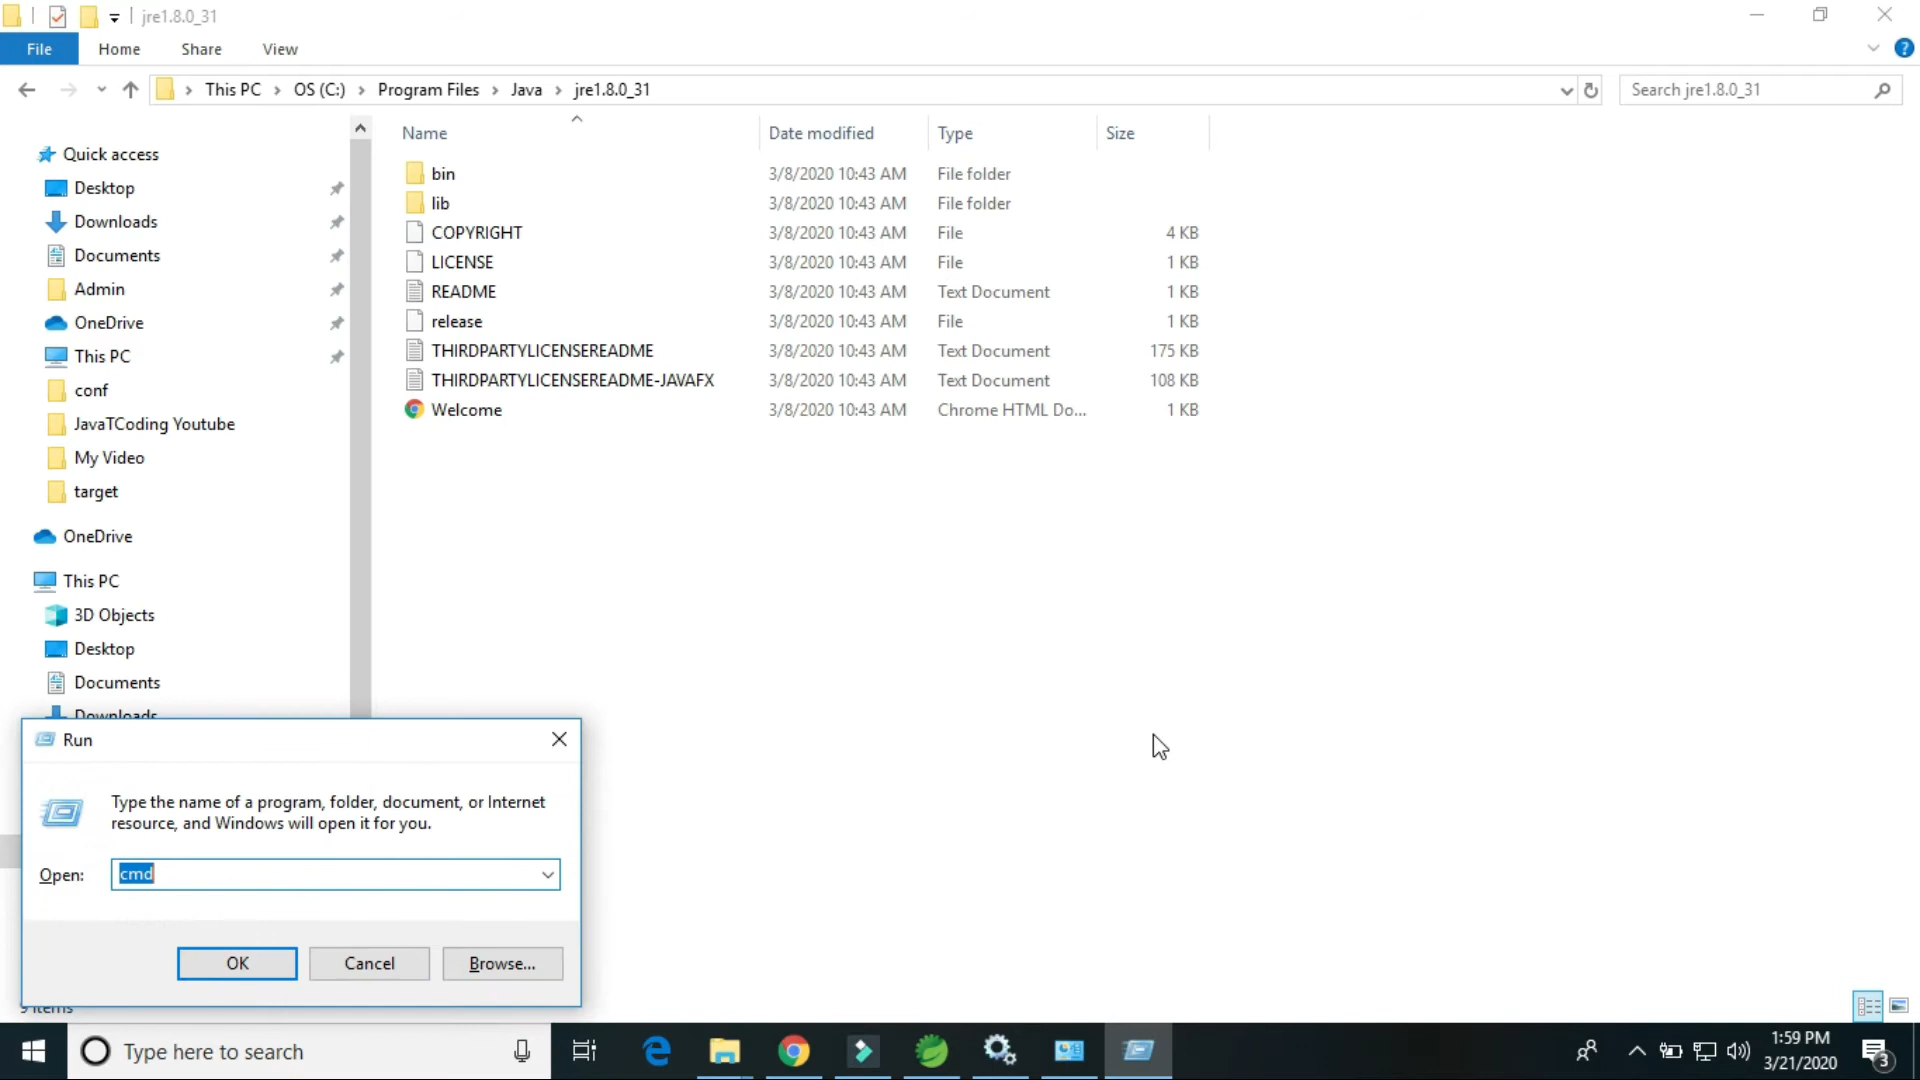 jre1.8.0_31
File Home Share View
This PC OS (C:) Program Files Java jre1.8.0_31
Search jre1.8.0_31
Name Date modified Type Size
Quick access
Desktop
Downloads
Documents
Admin
OneDrive
This PC
conf
JavaTCoding Youtube
My Video
target
OneDrive
This PC
3D Objects
Desktop
Documents
Downloads
bin 3/8/2020 10:43 AM File folder
lib 3/8/2020 10:43 AM File folder
COPYRIGHT 3/8/2020 10:43 AM File 4 KB
LICENSE 3/8/2020 10:43 AM File 1 KB
README 3/8/2020 10:43 AM Text Document 1 KB
release 3/8/2020 10:43 AM File 1 KB
THIRDPARTYLICENSEREADME 3/8/2020 10:43 AM Text Document 175 KB
THIRDPARTYLICENSEREADME-JAVAFX 3/8/2020 10:43 AM Text Document 108 KB
Welcome 3/8/2020 10:43 AM Chrome HTML Do... 1 KB
Run
Type the name of a program, folder, document, or Internet
resource, and Windows will open it for you.
Open: cmd
OK Cancel Browse...
9 items
Type here to search
1:59 PM
3/21/2020
3